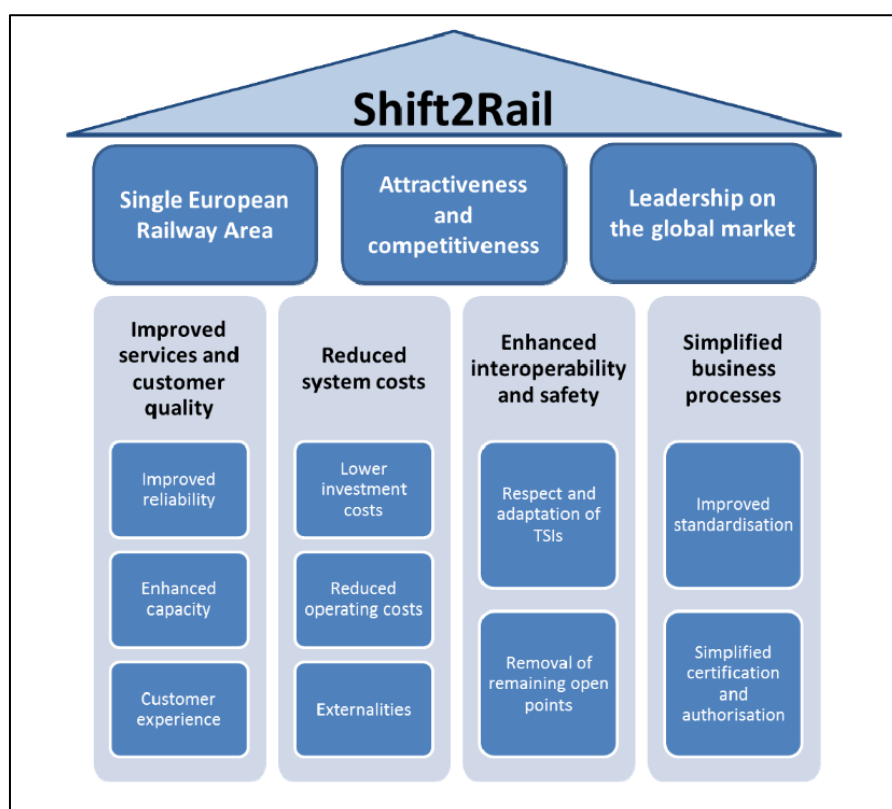 Shift2Rail
Single European
Railway Area
Attractiveness
and
competitiveness
Leadership on
the global market
Improved
services and
customer
quality
Improved
reliability
Enhanced
capacity
Customer
experience
Reduced
system costs
Lower
investment
costs
Reduced
operating costs
Externalities
Enhanced
interoperability
and safety
Respect and
adaptation of
TSIs
Removal of
remaining open
points
Simplified
business
processes
Improved
standardisation
Simplified
certification
and
authorisation